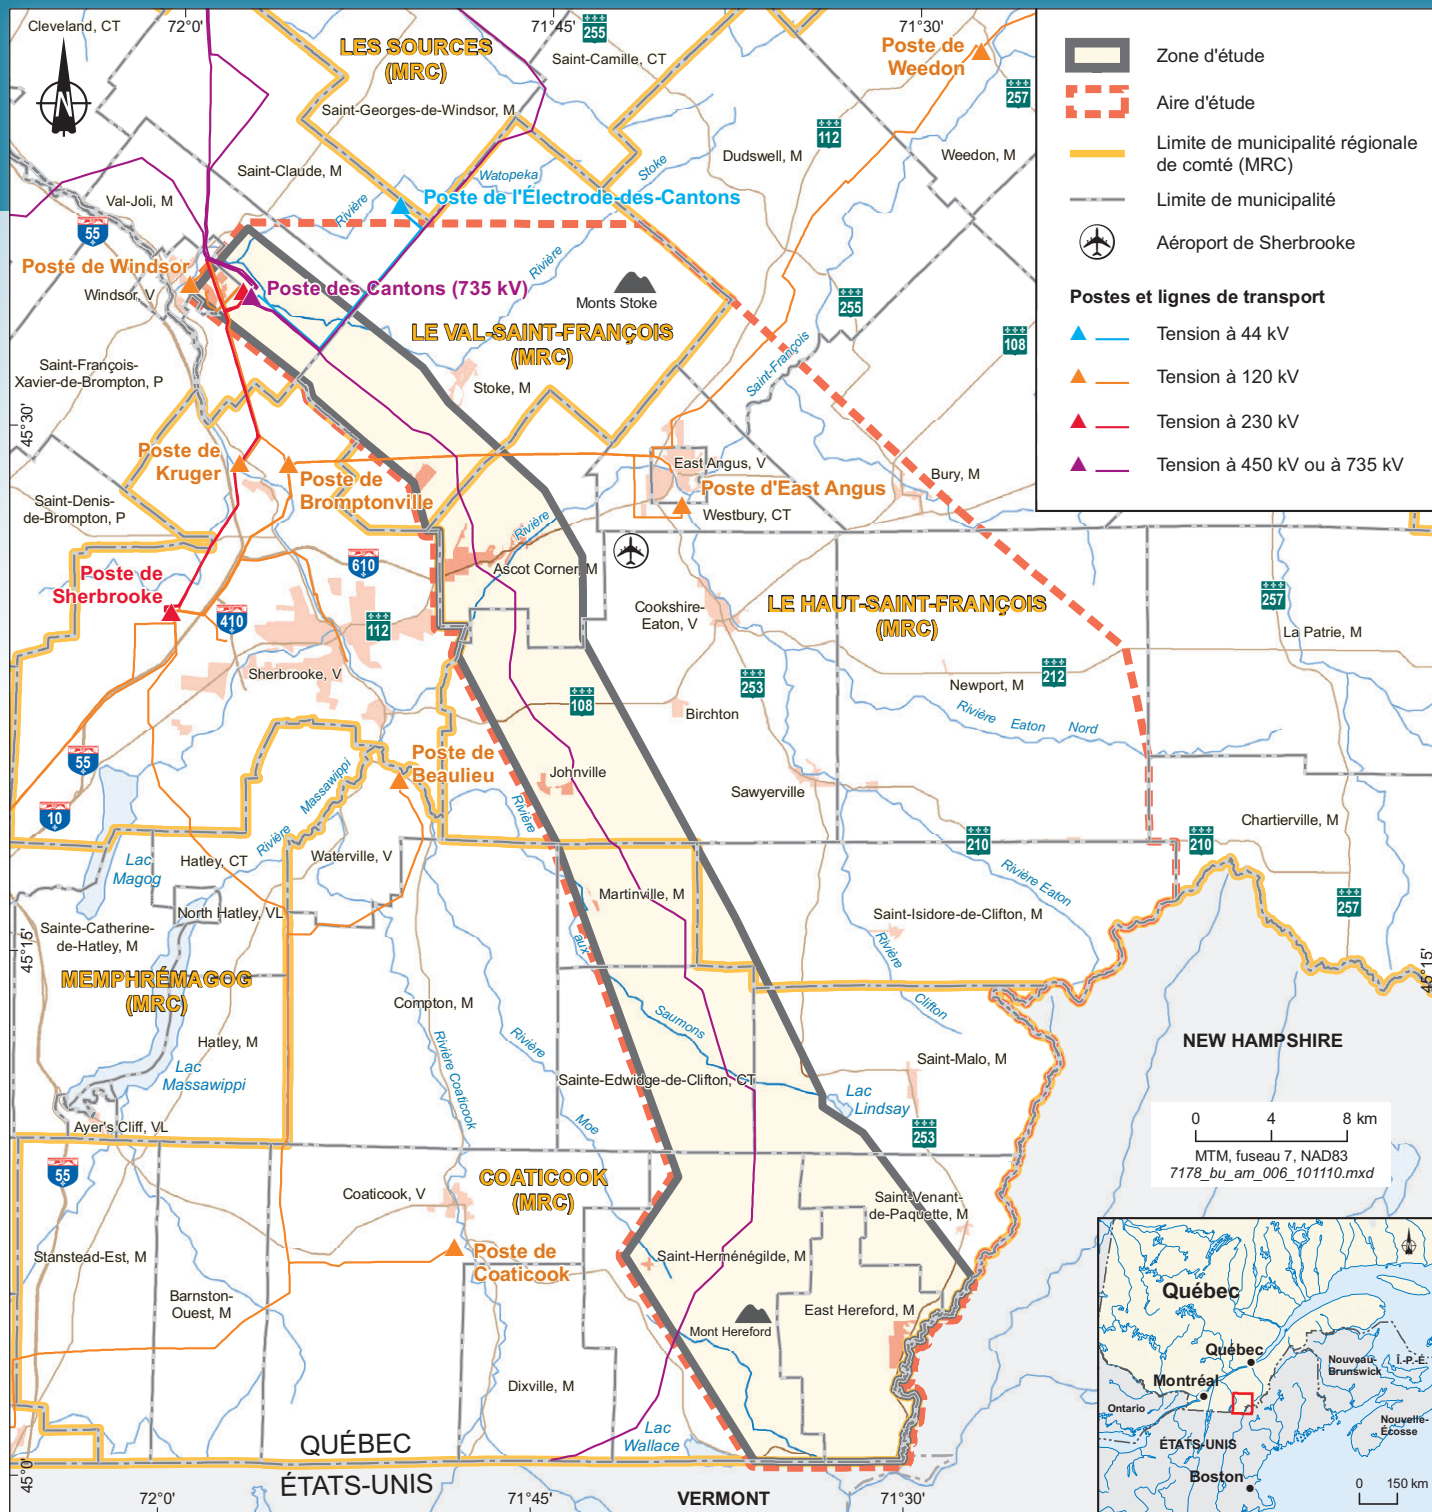 72°0'
71°45'
71°30'
Cleveland, CT
LES SOURCES
(MRC)
255
Saint-Camille, CT
Poste de
Weedon
257
Saint-Georges-de-Windsor, M
112
Dudswell, M
Weedon, M
Saint-Claude, M
Watopeka
Rivière
Stoke
Rivière
Val-Joli, M
55
Poste de l'Électrode-des-Cantons
Poste de Windsor
Windsor, V
Poste des Cantons (735 kV)
Monts Stoke
LE VAL-SAINT-FRANÇOIS
(MRC)
255
108
Saint-François
Saint-François-
Xavier-de-Brompton, P
Stoke, M
45°30'
Poste de
Kruger
Poste de
Bromptonville
East Angus, V
Poste d'East Angus
Westbury, CT
Bury, M
Saint-Denis-
de-Brompton, P
Rivière
Ascot Corner, M
610
Poste de
Sherbrooke
410
112
Cookshire-
Eaton, V
LE HAUT-SAINT-FRANÇOIS
(MRC)
257
La Patrie, M
Sherbrooke, V
253
212
Newport, M
108
Birchton
Rivière Eaton Nord
55
10
Poste de
Beaulieu
Johnville
Sawyerville
Rivière Massawippi
Rivière
Chartierville, M
210
210
Lac
Magog
Hatley, CT
Waterville, V
Rivière Eaton
257
Martinville, M
North Hatley, VL
Saint-Isidore-de-Clifton, M
Sainte-Catherine-
de-Hatley, M
aux
Rivière
45°15'
45°15'
MEMPHRÉMAGOG
(MRC)
Compton, M
Clifton
Saumons
Rivière
Rivière Coaticook
Hatley, M
NEW HAMPSHIRE
Lac
Massawippi
Saint-Malo, M
Sainte-Edwidge-de-Clifton, CT
Lac
Lindsay
Moe
Ayer's Cliff, VL
253
55
COATICOOK
(MRC)
Coaticook, V
Saint-Venant-
de-Paquette, M
Stanstead-Est, M
Poste de
Coaticook
Saint-Herménégilde, M
Barnston-
Ouest, M
East Hereford, M
Mont Hereford
Dixville, M
Lac
Wallace
QUÉBEC
ÉTATS-UNIS
45°0'
VERMONT
72°0'
71°45'
71°30'
Zone d'étude
Aire d'étude
Limite de municipalité régionale
de comté (MRC)
Limite de municipalité
Aéroport de Sherbrooke
Postes et lignes de transport
Tension à 44 kV
Tension à 120 kV
Tension à 230 kV
Tension à 450 kV ou à 735 kV
0 4 8 km
MTM, fuseau 7, NAD83
7178_bu_am_006_101110.mxd
Québec
Québec
Montréal
Nouveau-
Brunswick
Î.-P.-É.
Ontario
Nouvelle-
Écosse
ÉTATS-UNIS
Boston
0 150 km
N